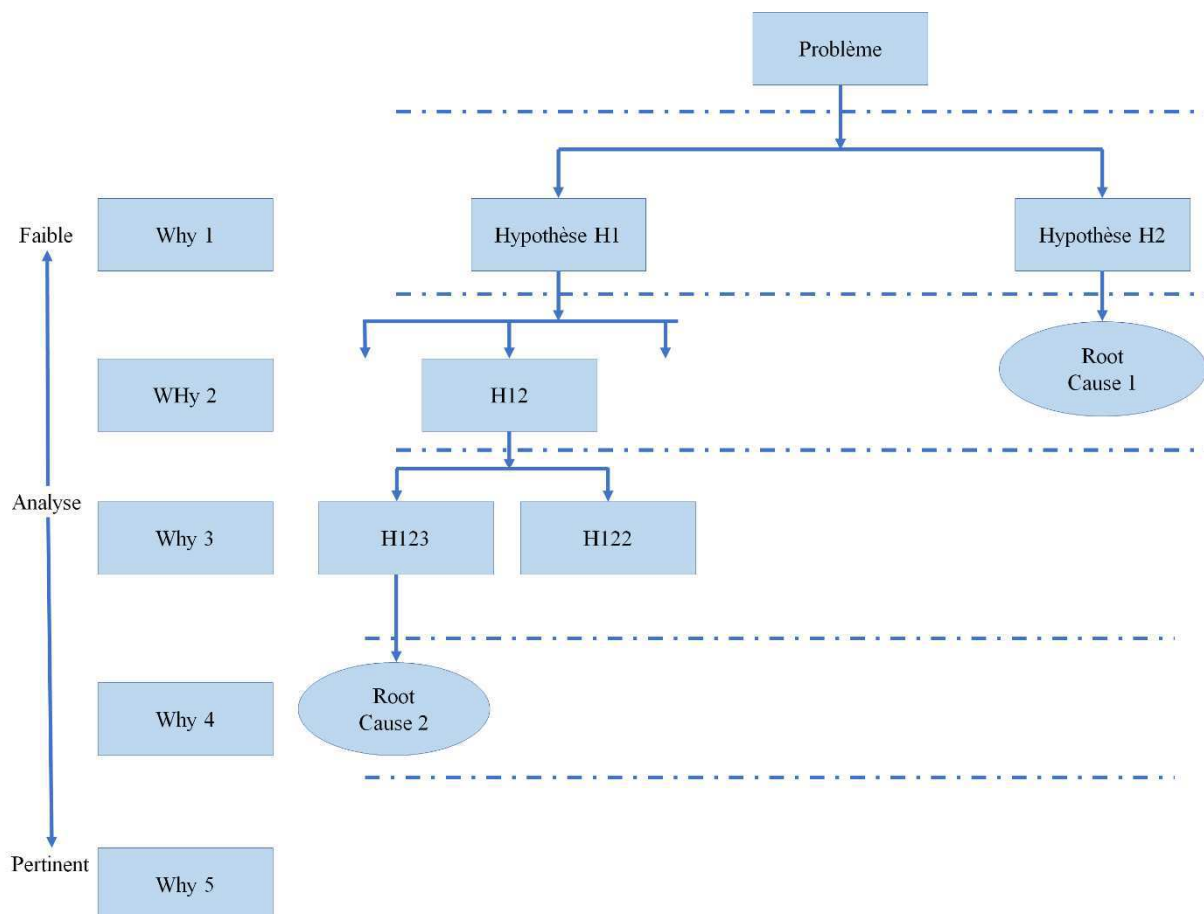 Problème
Faible
Why 1
Hypothèse H1
Hypothèse H2
WHy 2
H12
Root
Cause 1
Analyse
Why 3
H123
H122
Why 4
Root
Cause 2
Pertinent
Why 5